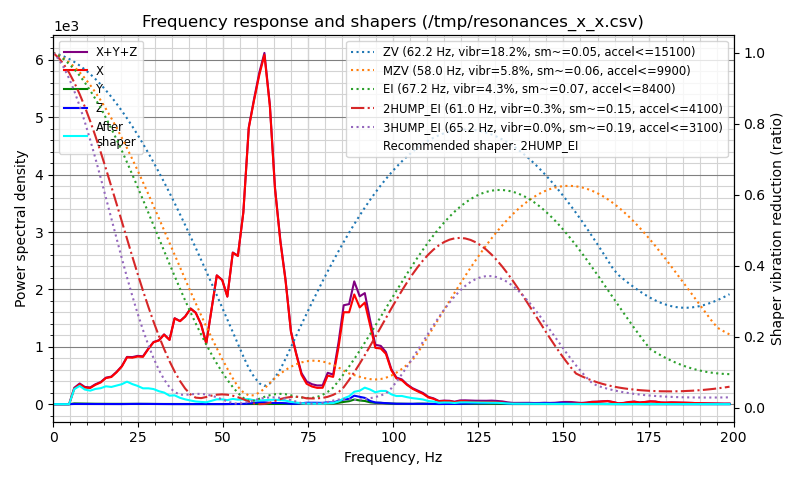 Frequency response and shapers (/tmp/resonances_x_x.csv)
1e3
X+Y+Z
X
Y
Z
After
shaper
ZV (62.2 Hz, vibr=18.2%, sm~=0.05, accel<=15100)
MZV (58.0 Hz, vibr=5.8%, sm~=0.06, accel<=9900)
EI (67.2 Hz, vibr=4.3%, sm~=0.07, accel<=8400)
2HUMP_EI (61.0 Hz, vibr=0.3%, sm~=0.15, accel<=4100)
3HUMP_EI (65.2 Hz, vibr=0.0%, sm~=0.19, accel<=3100)
Recommended shaper: 2HUMP_EI
6
5
4
3
2
1
0
Power spectral density
1.0
0.8
0.6
0.4
0.2
0.0
Shaper vibration reduction (ratio)
0 25 50 75 100 125 150 175 200
Frequency, Hz